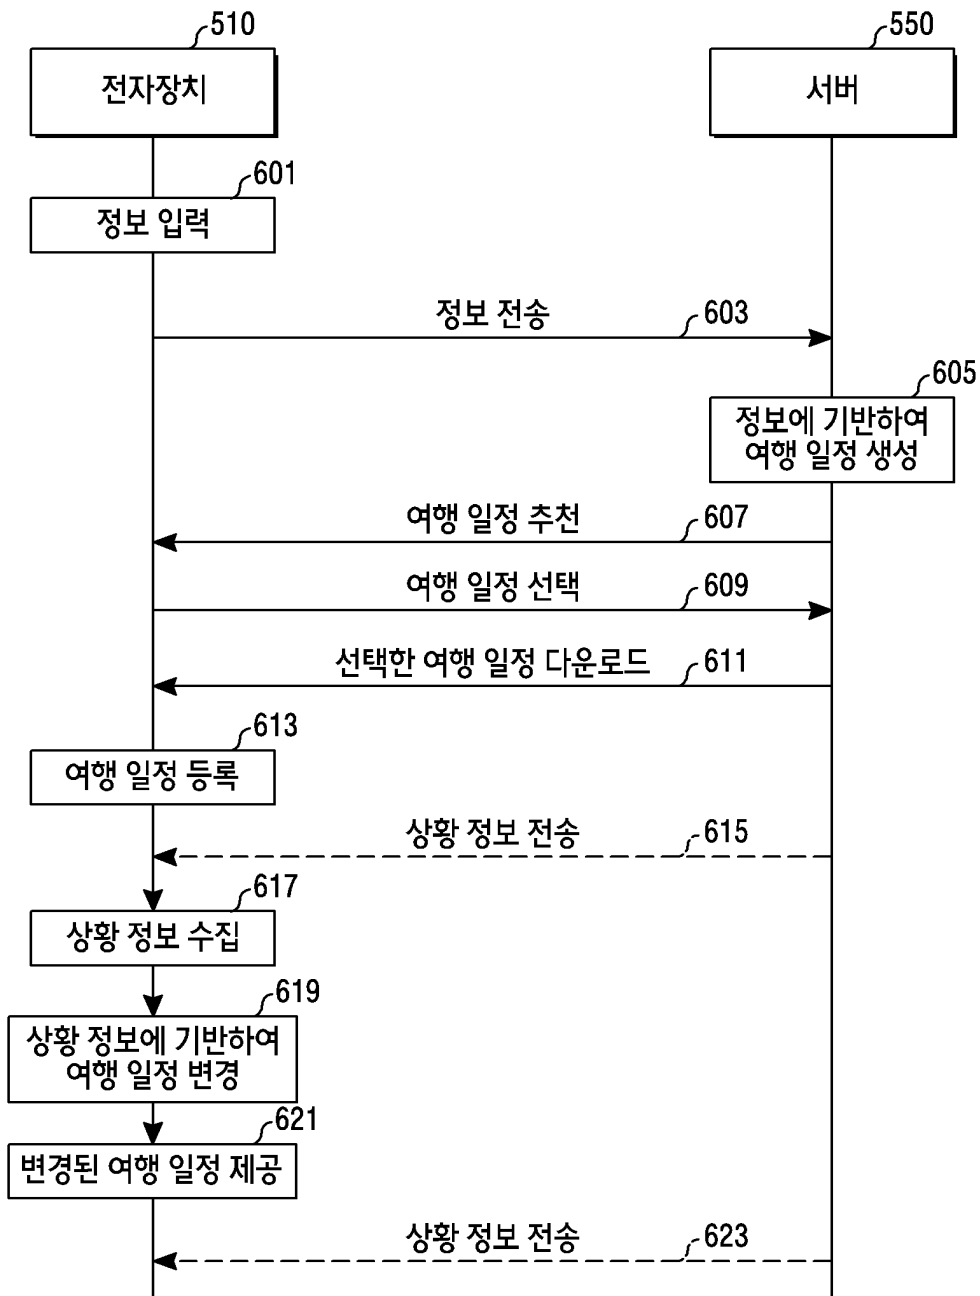 510
550
전자장치
서버
601
정보 입력
정보 전송
603
605
정보에 기반하여
여행 일정 생성
여행 일정 추천
607
여행 일정 선택
609
선택한 여행 일정 다운로드
611
613
여행 일정 등록
상황 정보 전송
615
617
상황 정보 수집
619
상황 정보에 기반하여
여행 일정 변경
621
변경된 여행 일정 제공
상황 정보 전송
623